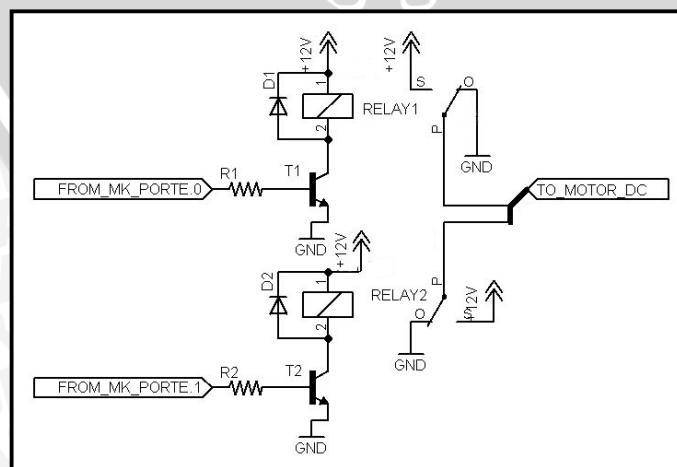 +12V
+12V
D1
1
S
O
RELAY1
2
P
R1
T1
GND
FROM_MK_PORTE.0
TO_MOTOR_DC
GND
+12V
D2
1
P
RELAY2
O
S
+12V
2
GND
R2
T2
FROM_MK_PORTE.1
GND